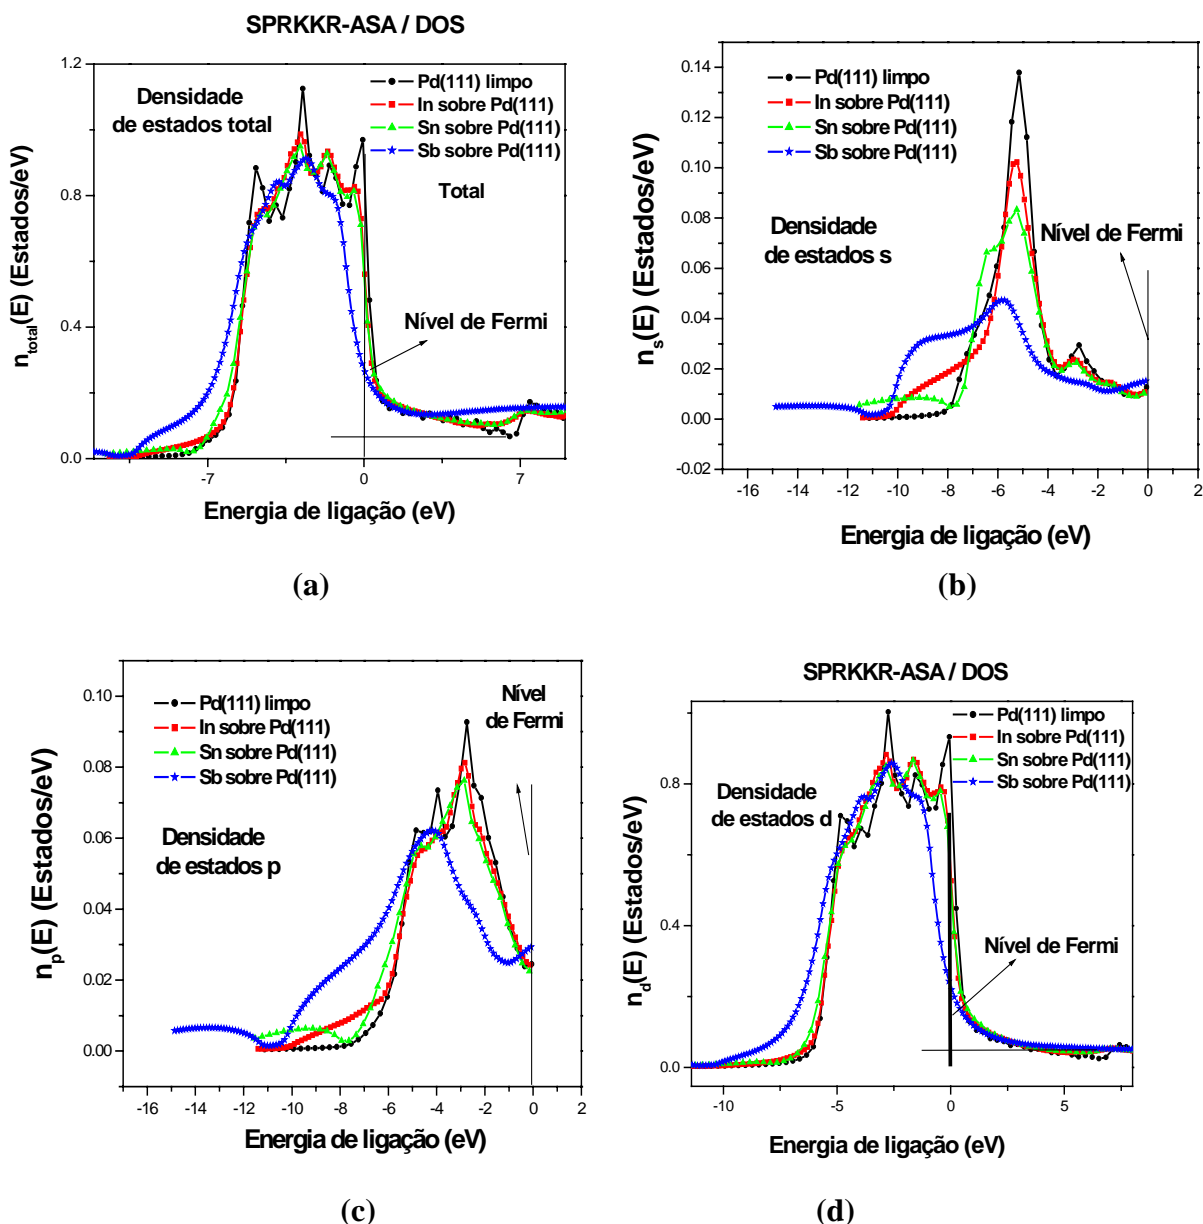 SPRKKR-ASA / DOS
1.2
0.8
0.4
0.0
n_total(E) (Estados/eV)
Densidade
de estados total
Pd(111) limpo
In sobre Pd(111)
Sn sobre Pd(111)
Sb sobre Pd(111)
Total
Nível de Fermi
-7
0
7
Energia de ligação (eV)
(a)
0.14
0.12
0.10
0.08
0.06
0.04
0.02
0.00
-0.02
n_s(E) (Estados/eV)
Pd(111) limpo
In sobre Pd(111)
Sn sobre Pd(111)
Sb sobre Pd(111)
Densidade
de estados s
Nível de Fermi
-16 -14 -12 -10 -8 -6 -4 -2 0 2
Energia de ligação (eV)
(b)
0.10
0.08
0.06
0.04
0.02
0.00
n_p(E) (Estados/eV)
Pd(111) limpo
In sobre Pd(111)
Sn sobre Pd(111)
Sb sobre Pd(111)
Nível
de Fermi
Densidade
de estados p
-16 -14 -12 -10 -8 -6 -4 -2 0 2
Energia de ligação (eV)
(c)
SPRKKR-ASA / DOS
0.8
0.4
0.0
n_d(E) (Estados/eV)
Pd(111) limpo
In sobre Pd(111)
Sn sobre Pd(111)
Sb sobre Pd(111)
Densidade
de estados d
Nível de Fermi
-10 -5 0 5
Energia de ligação (eV)
(d)